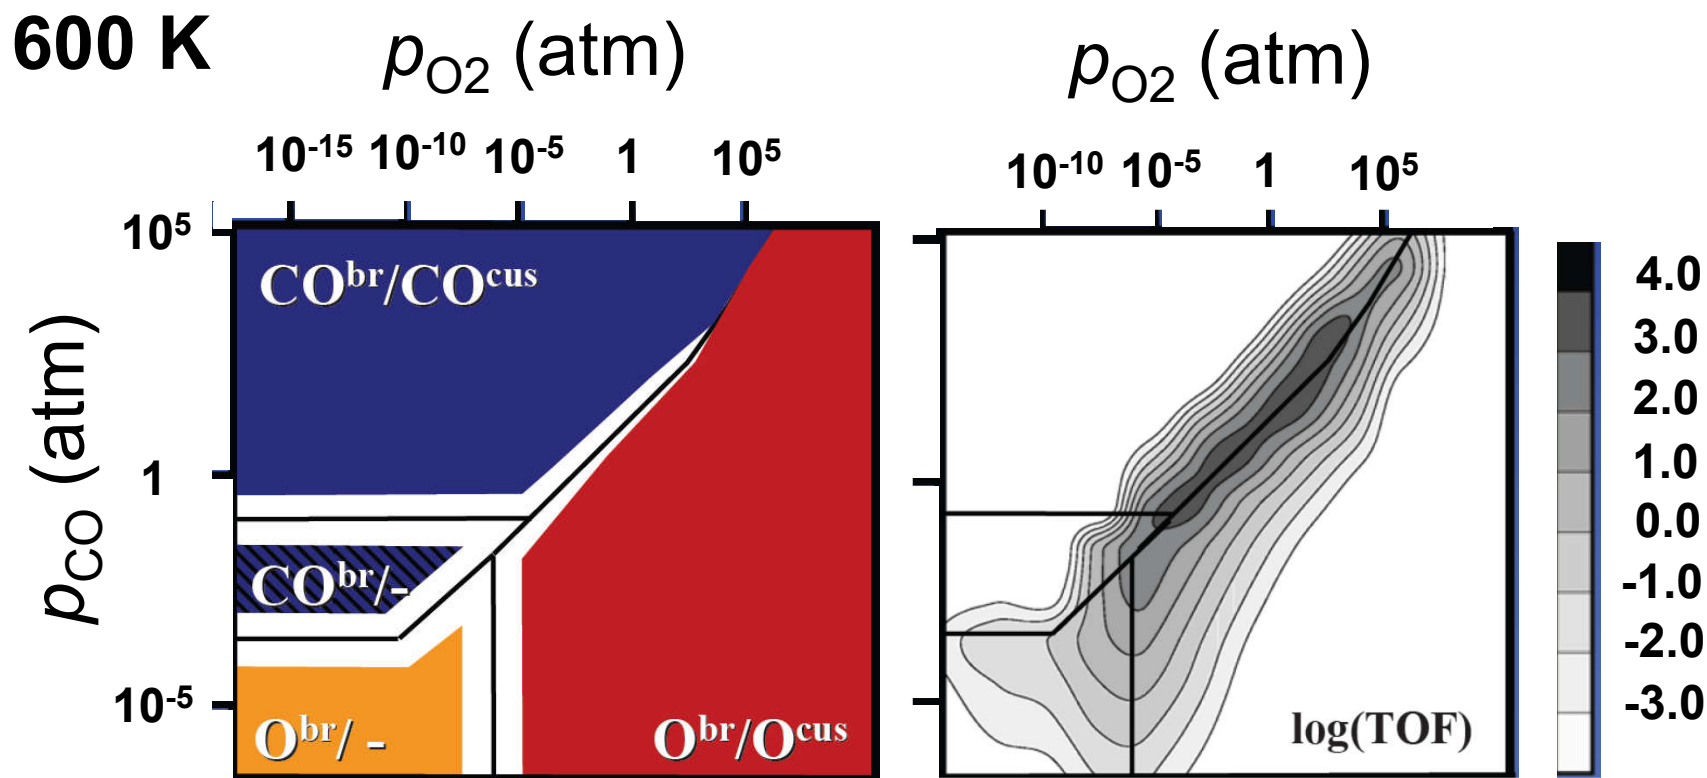 600 K
pO2 (atm)
pO2 (atm)
10-15 10-10 10-5 1 105
10-10 10-5 1 105
pCO (atm)
105
1
10-5
CObr/COcus
CObr/-
Obr/ -
Obr/Ocus
log(TOF)
4.0
3.0
2.0
1.0
0.0
-1.0
-2.0
-3.0